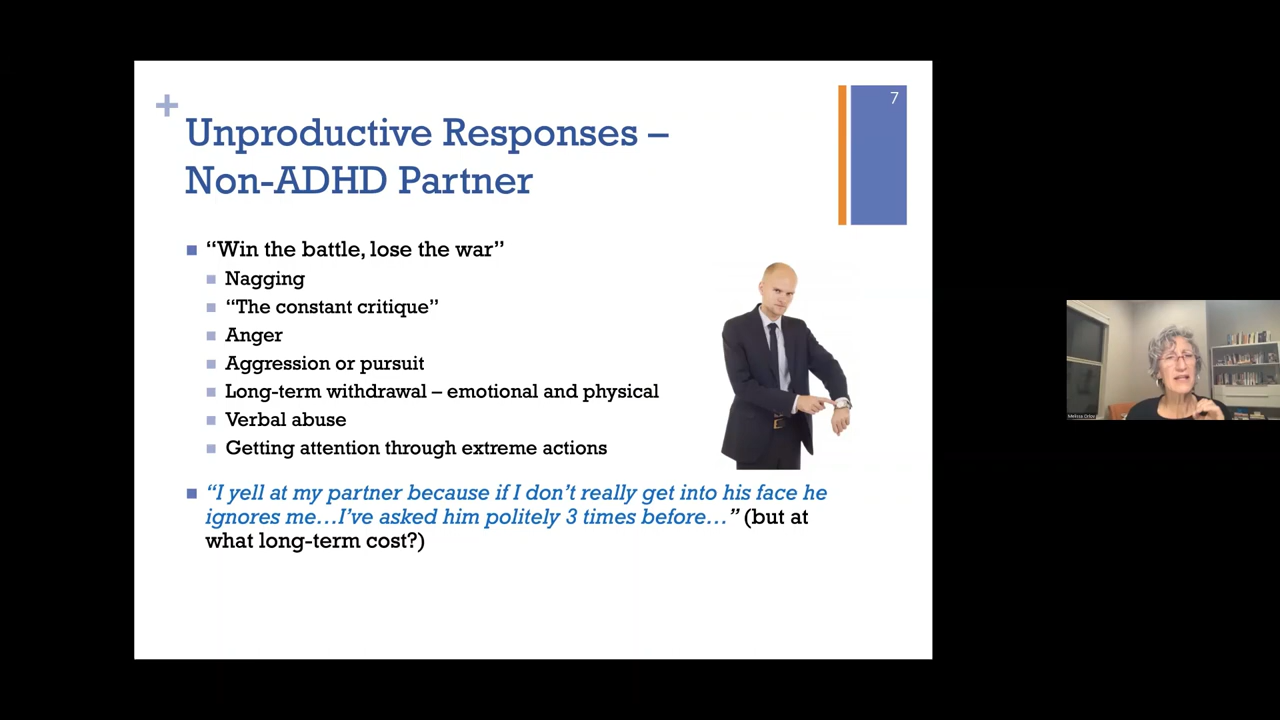 +
7
Unproductive Responses –
Non-ADHD Partner
“Win the battle, lose the war”
Nagging
“The constant critique”
Anger
Aggression or pursuit
Long-term withdrawal – emotional and physical
Verbal abuse
Getting attention through extreme actions
“I yell at my partner because if I don’t really get into his face he
ignores me…I’ve asked him politely 3 times before…” (but at
what long-term cost?)
Melissa Orlov